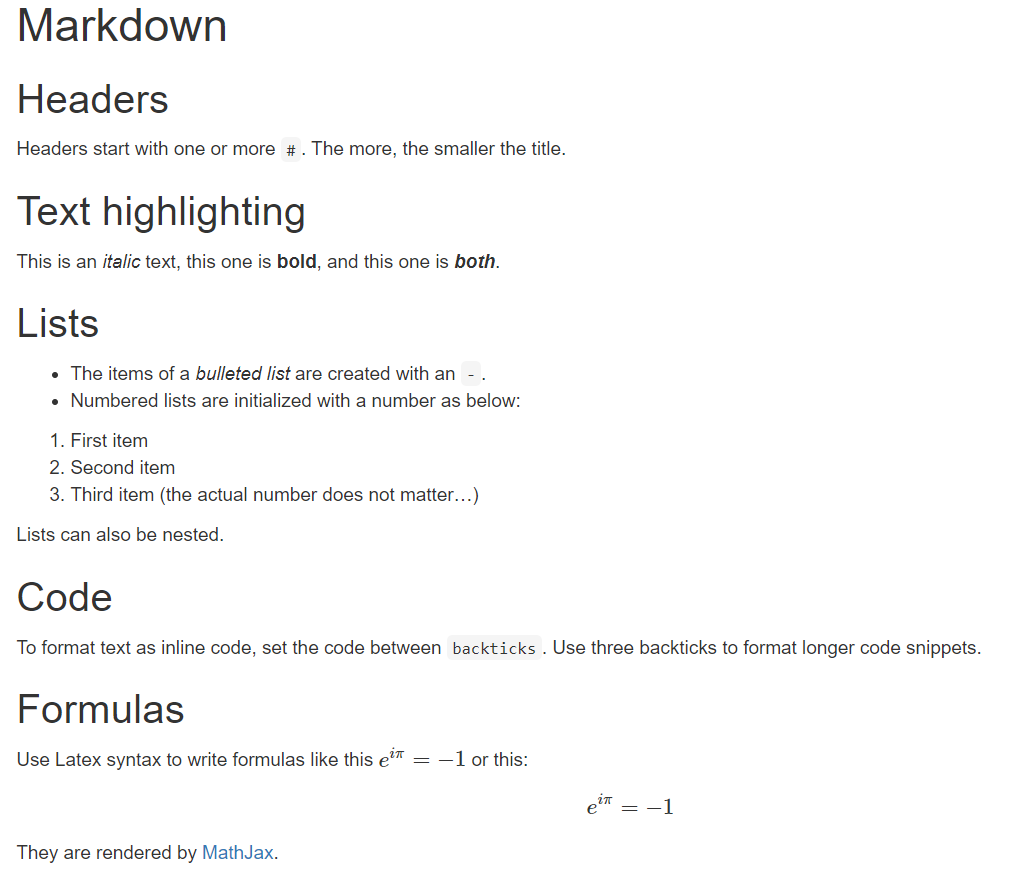 Markdown
Headers
Headers start with one or more #. The more, the smaller the title.
Text highlighting
This is an italic text, this one is bold, and this one is both.
Lists
• The items of a bulleted list are created with an -.
• Numbered lists are initialized with a number as below:
1. First item
2. Second item
3. Third item (the actual number does not matter…)
Lists can also be nested.
Code
To format text as inline code, set the code between backticks. Use three backticks to format longer code snippets.
Formulas
Use Latex syntax to write formulas like this e^{iπ} = −1 or this:
e^{iπ} = −1
They are rendered by MathJax.